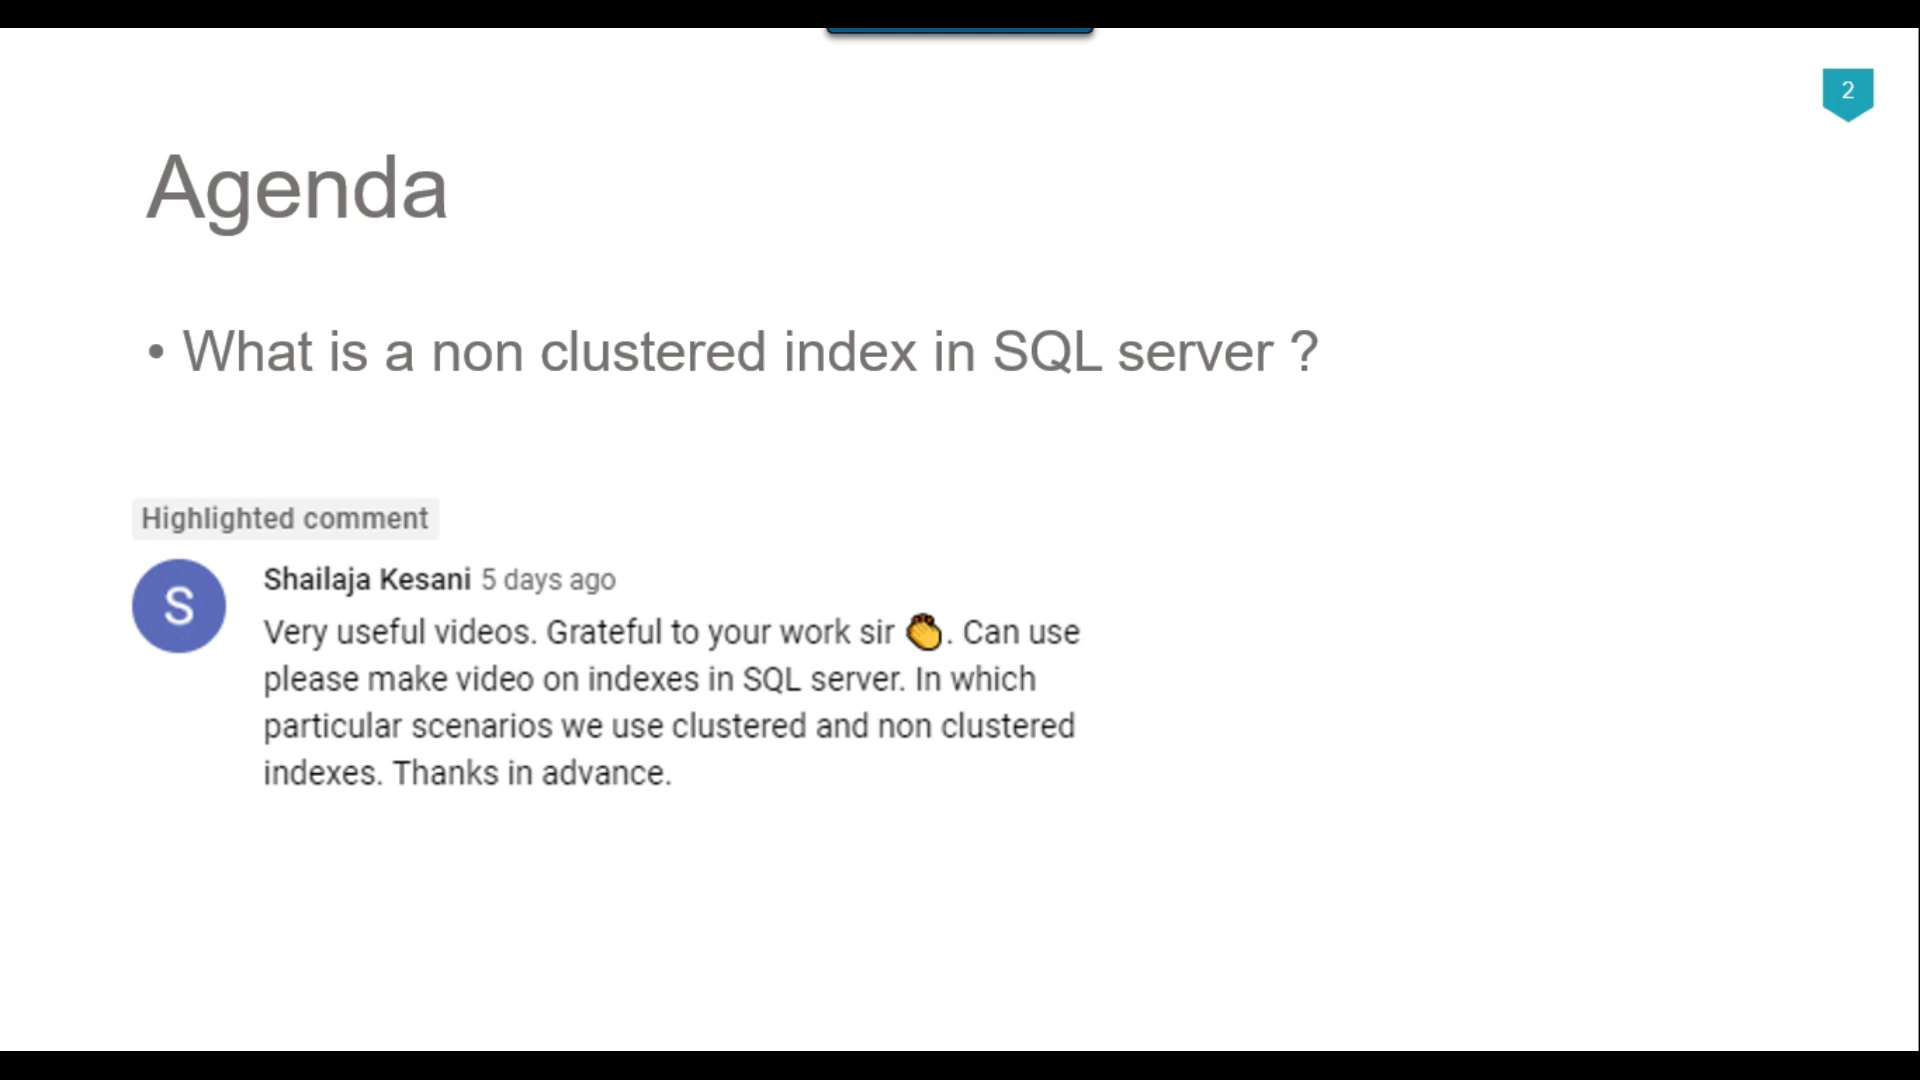 2
Agenda
• What is a non clustered index in SQL server ?
Highlighted comment
S
Shailaja Kesani 5 days ago
Very useful videos. Grateful to your work sir 👏. Can use
please make video on indexes in SQL server. In which
particular scenarios we use clustered and non clustered
indexes. Thanks in advance.